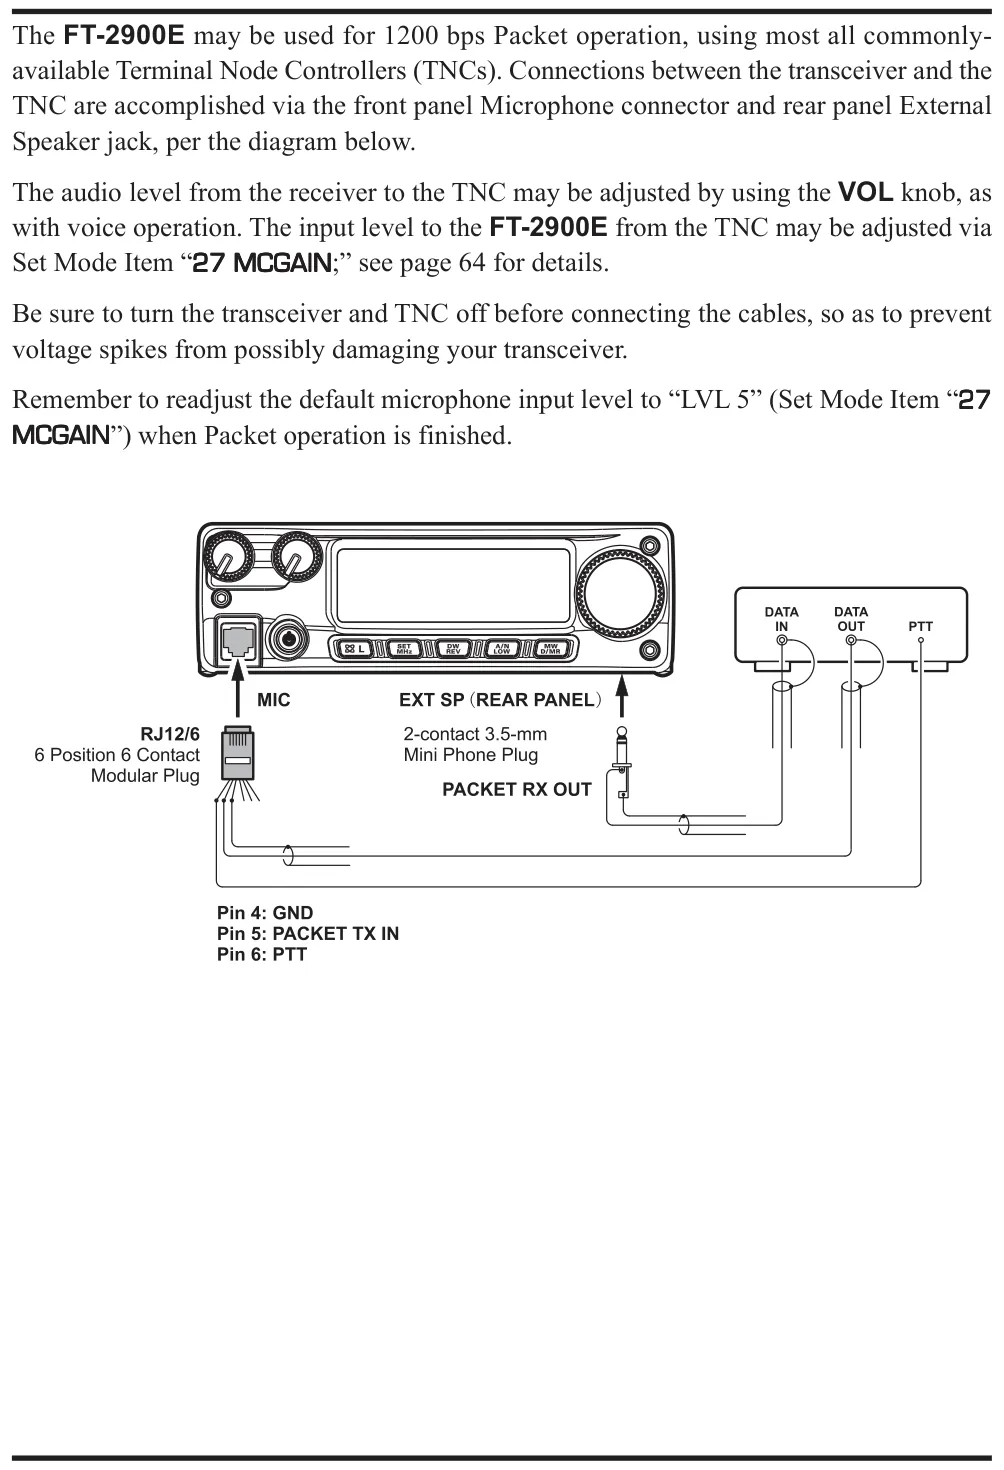 The FT-2900E may be used for 1200 bps Packet operation, using most all commonly-
available Terminal Node Controllers (TNCs). Connections between the transceiver and the
TNC are accomplished via the front panel Microphone connector and rear panel External
Speaker jack, per the diagram below.
The audio level from the receiver to the TNC may be adjusted by using the VOL knob, as
with voice operation. The input level to the FT-2900E from the TNC may be adjusted via
Set Mode Item “27 MCGAIN;” see page 64 for details.
Be sure to turn the transceiver and TNC off before connecting the cables, so as to prevent
voltage spikes from possibly damaging your transceiver.
Remember to readjust the default microphone input level to “LVL 5” (Set Mode Item “27
MCGAIN”) when Packet operation is finished.
L
SET
MHz
DW
REV
A/N
LOW
MW
D/MR
DATA
IN
DATA
OUT
PTT
MIC
EXT SP (REAR PANEL)
RJ12/6
6 Position 6 Contact
Modular Plug
2-contact 3.5-mm
Mini Phone Plug
PACKET RX OUT
Pin 4: GND
Pin 5: PACKET TX IN
Pin 6: PTT